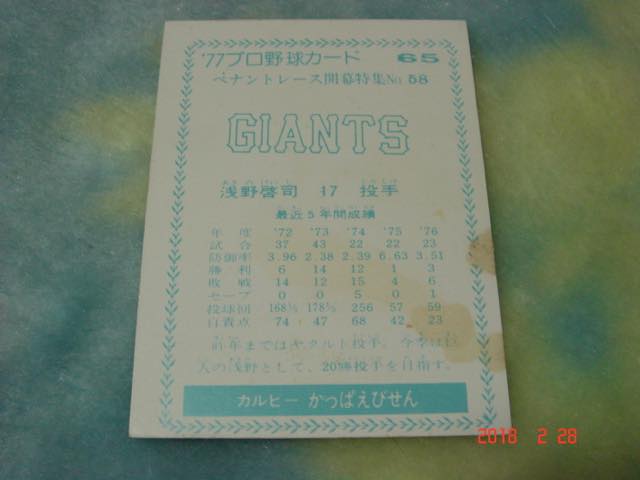 '77プロ野球カード 65
ペナントレース開幕特集No.58
GIANTS
浅野啓司 17 投手
最近5年間成績
年度 '72 '73 '74 '75 '76
試合 37 43 22 22 23
防御率 3.96 2.38 2.39 6.63 3.51
勝利 6 14 12 1 3
敗戦 14 12 15 4 6
セーブ 0 0 5 0 1
投球回 168⅓ 178⅓ 256 57 59
自責点 74 47 68 42 23
昨年まではヤクルト投手。今季は巨
人の浅野として、20勝投手を目指す。
カルビー かっぱえびせん
2018 2 28